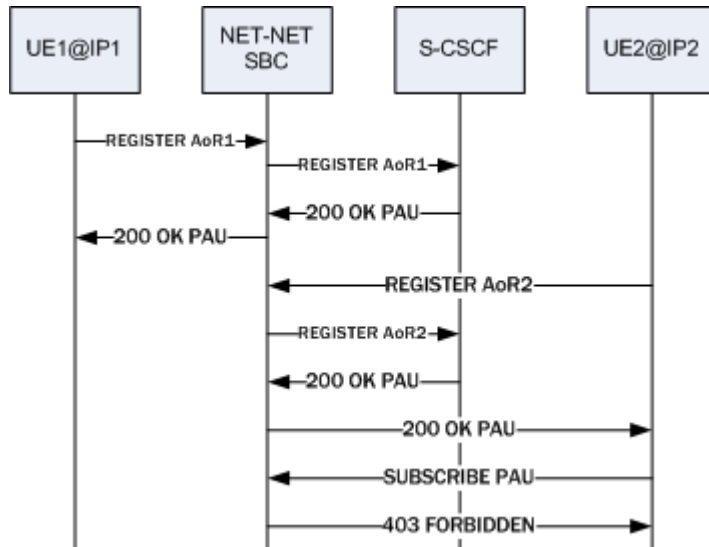 UE1@IP1
NET-NET
SBC
S-CSCF
UE2@IP2
REGISTER AoR1
REGISTER AoR1
200 OK PAU
200 OK PAU
REGISTER AoR2
REGISTER AoR2
200 OK PAU
200 OK PAU
SUBSCRIBE PAU
403 FORBIDDEN